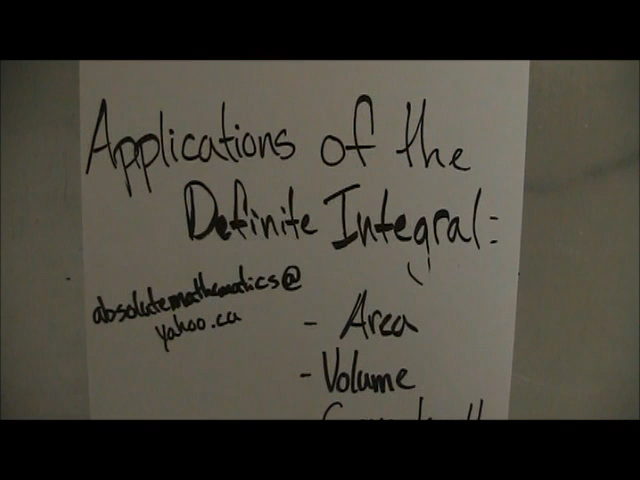 Applications of the
Definite Integral:
absolutemathematics@
yahoo.ca
- Area
- Volume